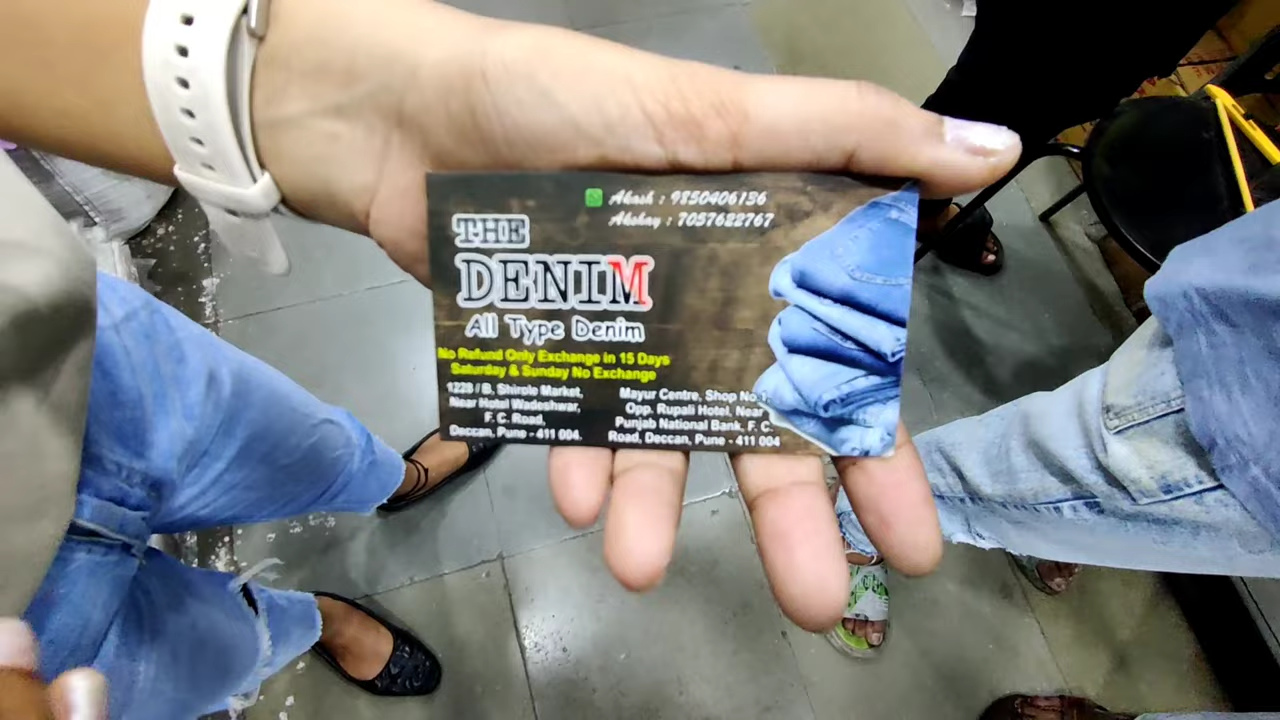 Akash : 9850406136
Akshay : 7057622767
THE
DENIM
All Type Denim
No Refund Only Exchange in 15 Days
Saturday & Sunday No Exchange
1228 / B. Shirole Market,
Near Hotel Wadeshwar,
F. C. Road,
Deccan, Pune - 411 004.
Mayur Centre, Shop No.
Opp. Rupali Hotel, Near
Punjab National Bank, F. C.
Road, Deccan, Pune - 411 004